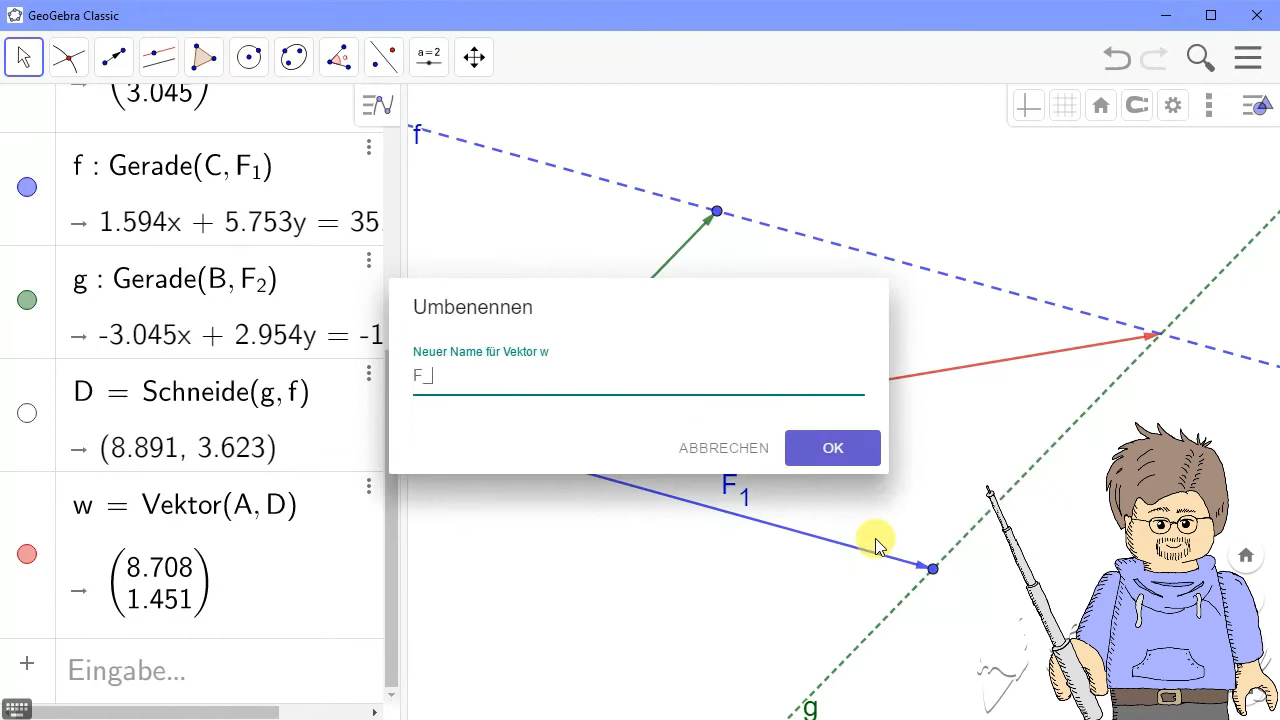 GeoGebra Classic
a=2
(3.045)
f : Gerade(C, F₁)
→ 1.594x + 5.753y = 35.
g : Gerade(B, F₂)
→ -3.045x + 2.954y = -1
D = Schneide(g, f)
→ (8.891, 3.623)
w = Vektor(A, D)
→ (8.708
1.451)
+ Eingabe...
f
Umbenennen
Neuer Name für Vektor w
F_
ABBRECHEN
OK
F₁
g